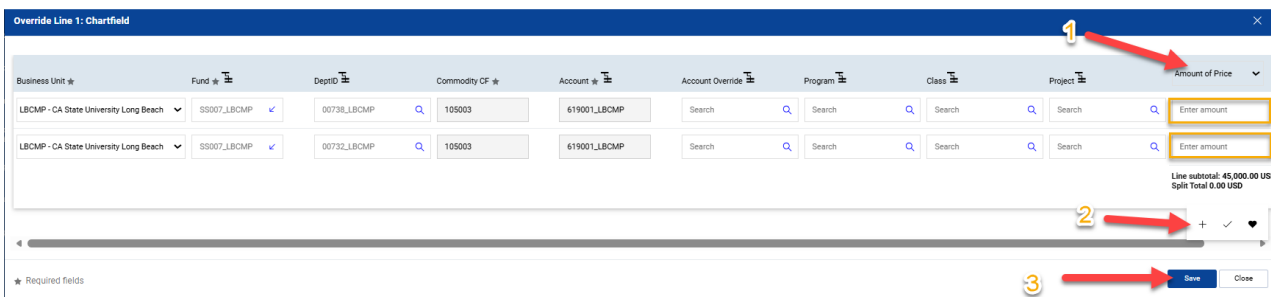 Override Line 1: Chartfield
1
Business Unit ★ Fund ★ DeptID Commodity CF ★ Account ★ Account Override Program Class Project Amount of Price
LBCMP - CA State University Long Beach SS007_LBCMP 00738_LBCMP 105003 619001_LBCMP Search Search Search Search Enter amount
LBCMP - CA State University Long Beach SS007_LBCMP 00732_LBCMP 105003 619001_LBCMP Search Search Search Search Enter amount
Line subtotal: 45,000.00 US
Split Total 0.00 USD
2
★ Required fields
3 Save Close